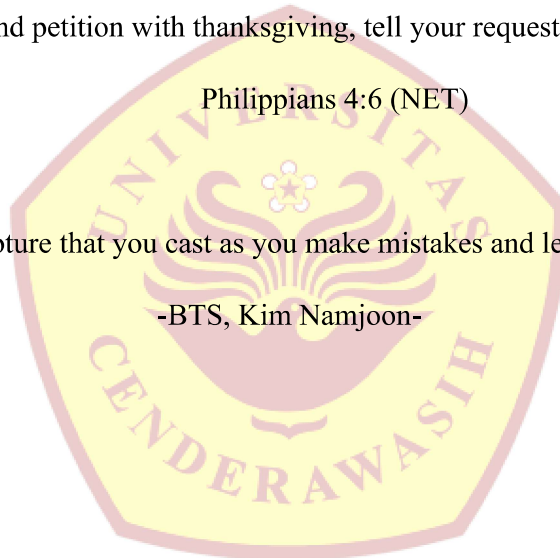 nd petition with thanksgiving, tell your request
Philippians 4:6 (NET)
UNIVERSITAS
pture that you cast as you make mistakes and le
-BTS, Kim Namjoon-
CENDERAWASIH